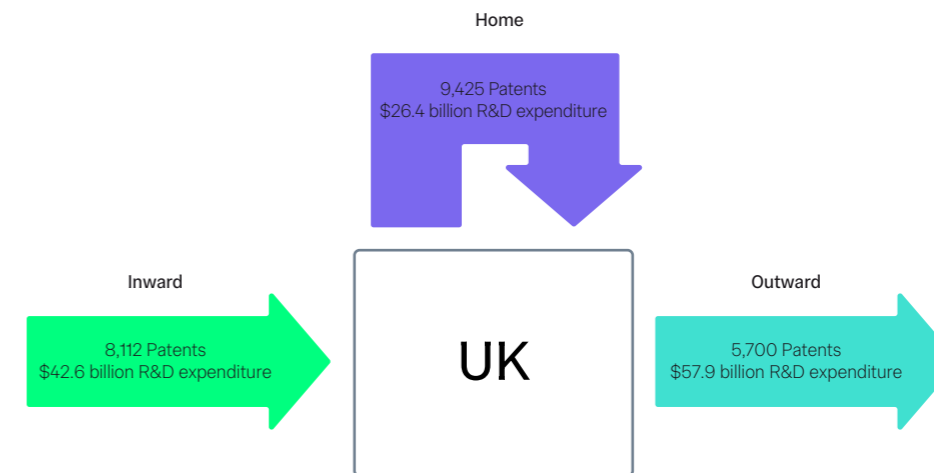 Home
9,425 Patents
$26.4 billion R&D expenditure
Inward
8,112 Patents
$42.6 billion R&D expenditure
UK
Outward
5,700 Patents
$57.9 billion R&D expenditure